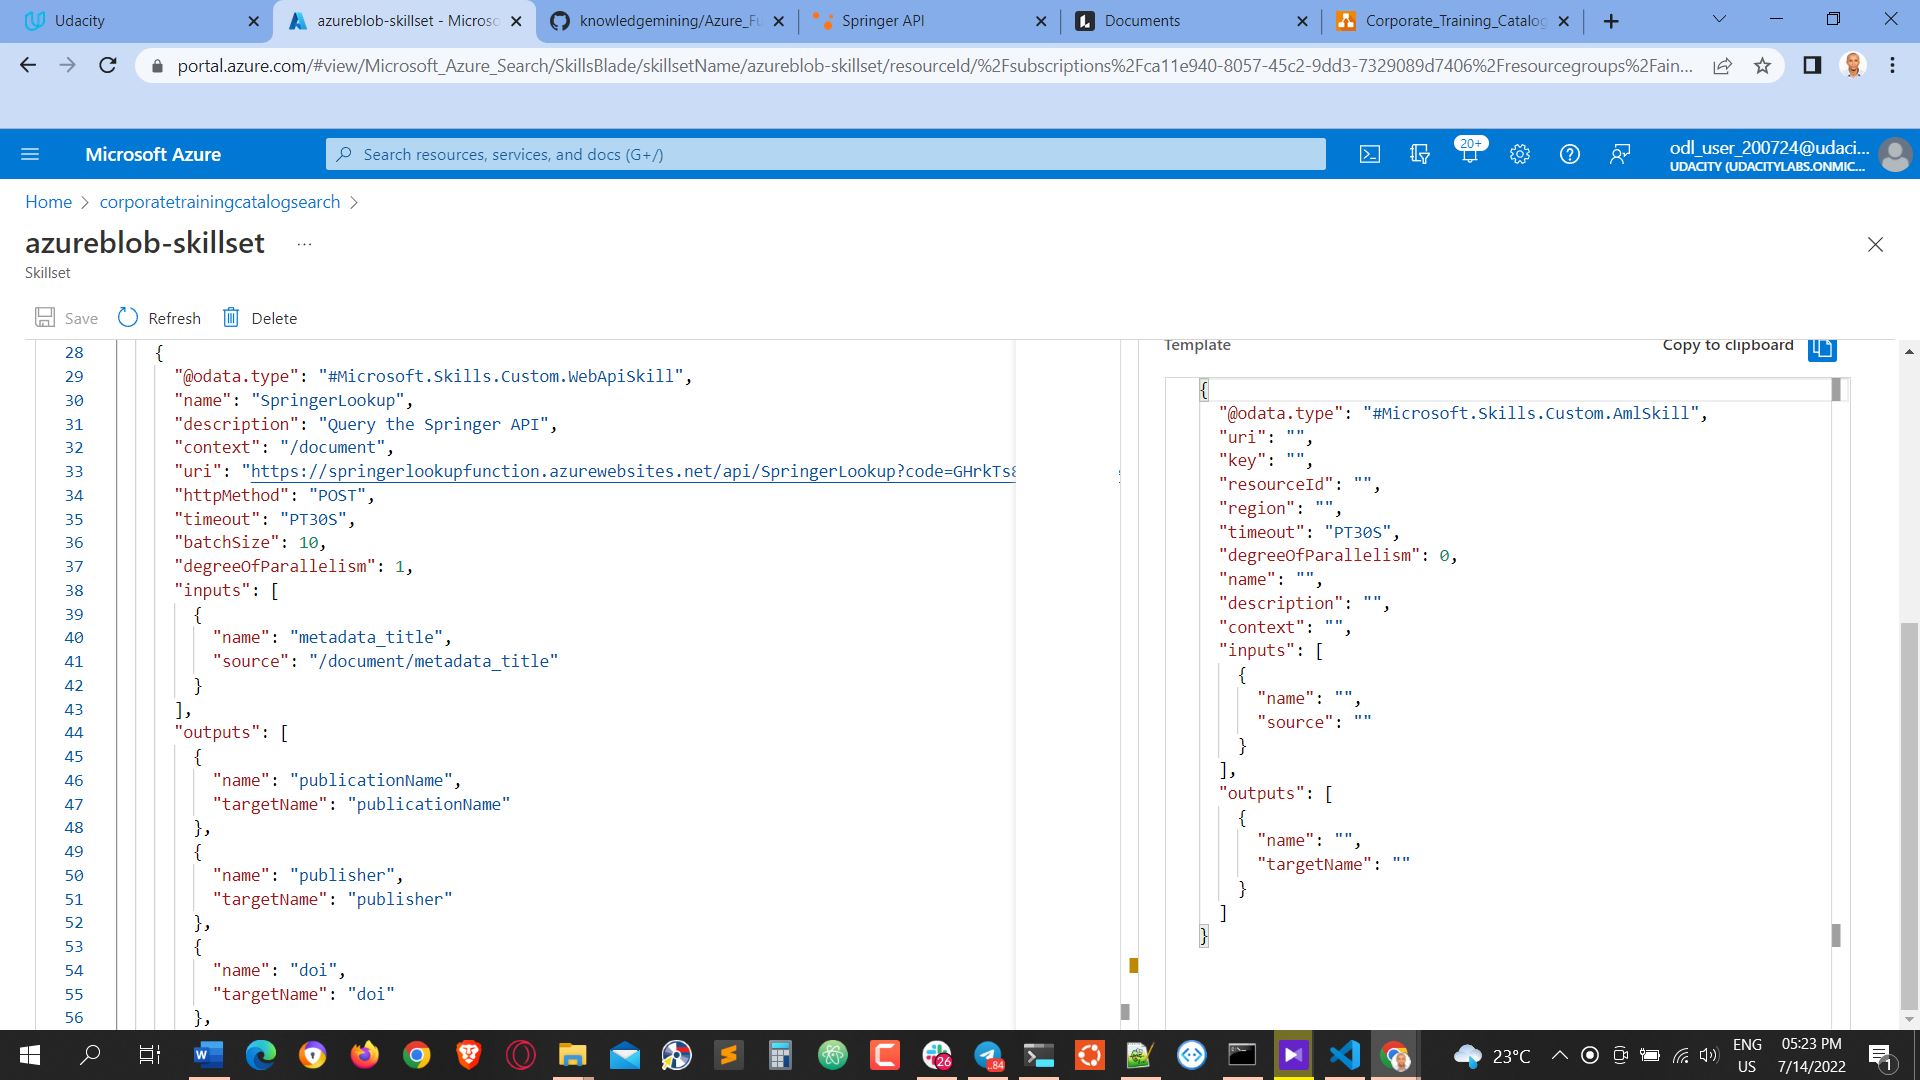 Udacity
azureblob-skillset - Microso
knowledgemining/Azure_Fu
Springer API
Documents
Corporate_Training_Catalog
portal.azure.com/#view/Microsoft_Azure_Search/SkillsBlade/skillsetName/azureblob-skillset/resourceId/%2Fsubscriptions%2Fca11e940-8057-45c2-9dd3-7329089d7406%2Fresourcegroups%2Fain...
Microsoft Azure
Search resources, services, and docs (G+/)
20+
odl_user_200724@udaci...
UDACITY (UDACITYLABS.ONMIC...
Home > corporatetrainingcatalogsearch >
azureblob-skillset ...
Skillset
Save Refresh Delete
28 {
29 "@odata.type": "#Microsoft.Skills.Custom.WebApiSkill",
30 "name": "SpringerLookup",
31 "description": "Query the Springer API",
32 "context": "/document",
33 "uri": "https://springerlookupfunction.azurewebsites.net/api/SpringerLookup?code=GHrkTs8
34 "httpMethod": "POST",
35 "timeout": "PT30S",
36 "batchSize": 10,
37 "degreeOfParallelism": 1,
38 "inputs": [
39 {
40 "name": "metadata_title",
41 "source": "/document/metadata_title"
42 }
43 ],
44 "outputs": [
45 {
46 "name": "publicationName",
47 "targetName": "publicationName"
48 },
49 {
50 "name": "publisher",
51 "targetName": "publisher"
52 },
53 {
54 "name": "doi",
55 "targetName": "doi"
56 },
Template
Copy to clipboard
{
"@odata.type": "#Microsoft.Skills.Custom.AmlSkill",
"uri": "",
"key": "",
"resourceId": "",
"region": "",
"timeout": "PT30S",
"degreeOfParallelism": 0,
"name": "",
"description": "",
"context": "",
"inputs": [
{
"name": "",
"source": ""
}
],
"outputs": [
{
"name": "",
"targetName": ""
}
]
}
26
..84
23°C
ENG
US
05:23 PM
7/14/2022
1